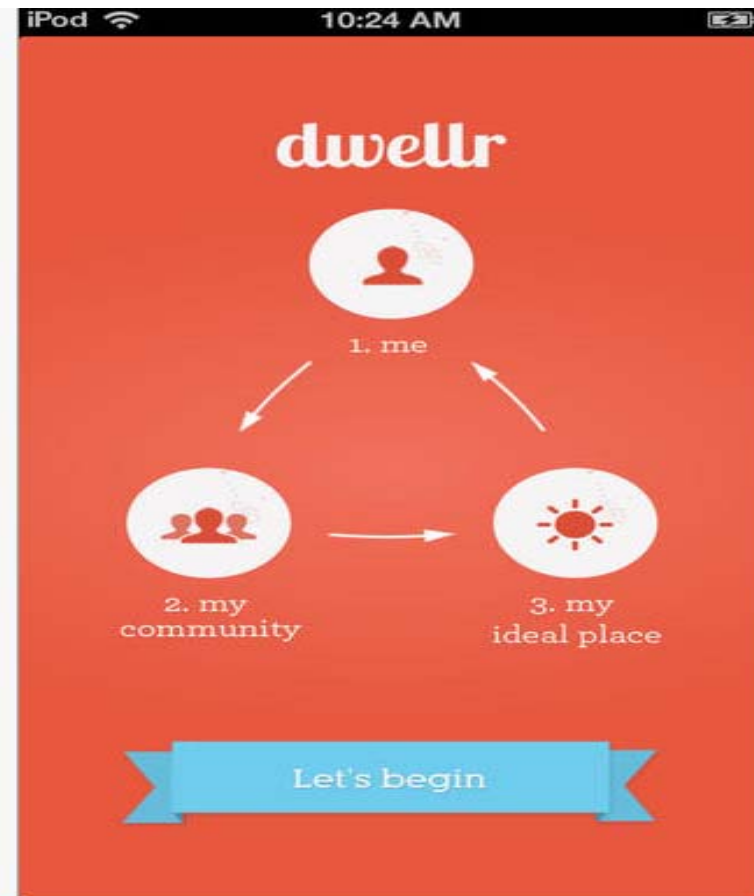 iPod 10:24 AM
dwellr
1. me
2. my
community
3. my
ideal place
Let's begin